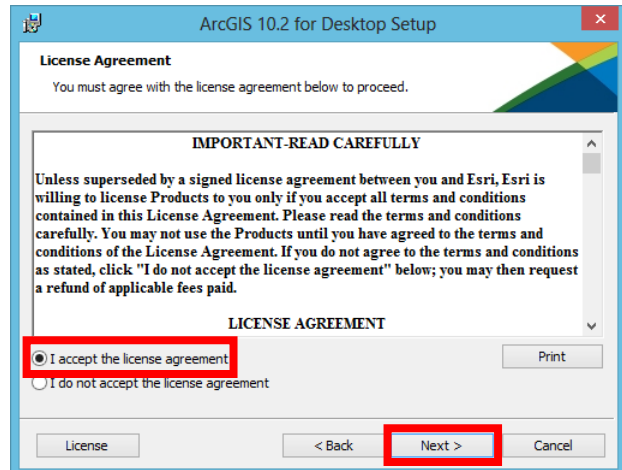 ArcGIS 10.2 for Desktop Setup
License Agreement
You must agree with the license agreement below to proceed.
IMPORTANT-READ CAREFULLY
Unless superseded by a signed license agreement between you and Esri, Esri is
willing to license Products to you only if you accept all terms and conditions
contained in this License Agreement. Please read the terms and conditions
carefully. You may not use the Products until you have agreed to the terms and
conditions of the License Agreement. If you do not agree to the terms and conditions
as stated, click "I do not accept the license agreement" below; you may then request
a refund of applicable fees paid.
LICENSE AGREEMENT
I accept the license agreement
Print
I do not accept the license agreement
License
< Back
Next >
Cancel